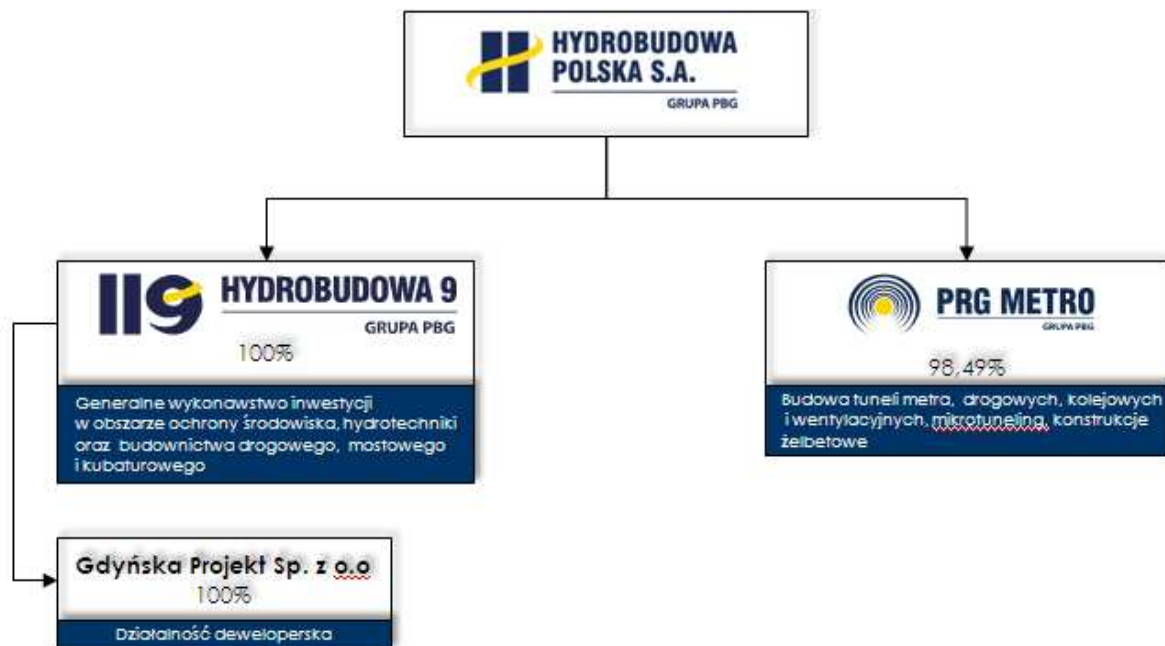 HYDROBUDOWA
POLSKA S.A.
GRUPA PBG
HYDROBUDOWA 9
GRUPA PBG
100%
Generalne wykonawstwo inwestycji
w obszarze ochrony środowiska, hydrotechniki
oraz budownictwa drogowego, mostowego
i kubaturowego
PRG METRO
GRUPA PBG
98,49%
Budowa tuneli metra, drogowych, kolejowych
i wentylacyjnych, mikrotuneling, konstrukcje
żelbetowe
Gdyńska Projekt Sp. z o.o
100%
Działalność deweloperska